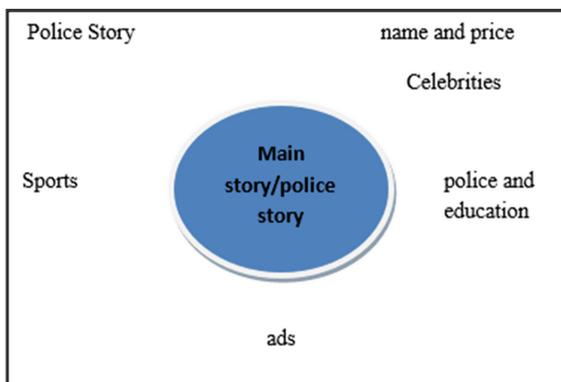 Police Story
name and price
Celebrities
Main
story/police
story
Sports
police and
education
ads